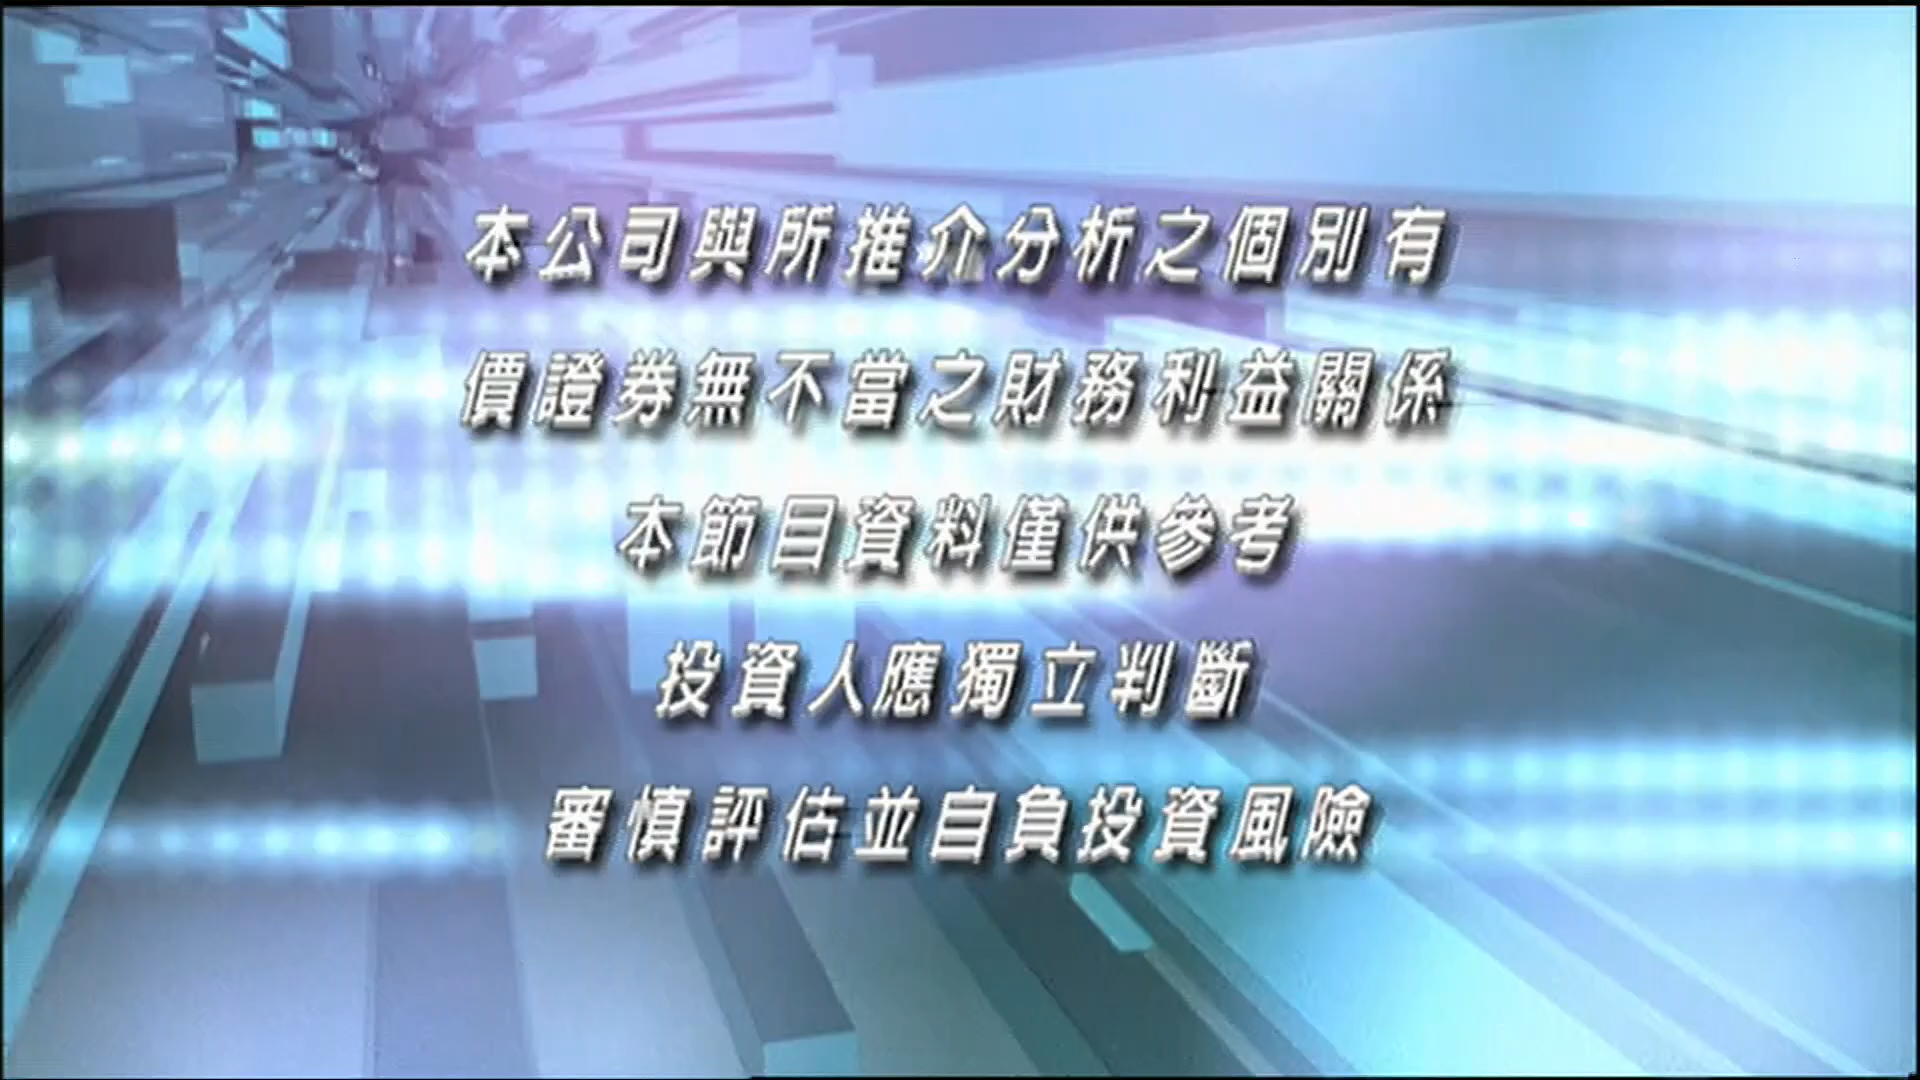 本公司與所推介分析之個別有
價證券無不當之財務利益關係
本節目資料僅供參考
投資人應獨立判斷
審慎評估並自負投資風險